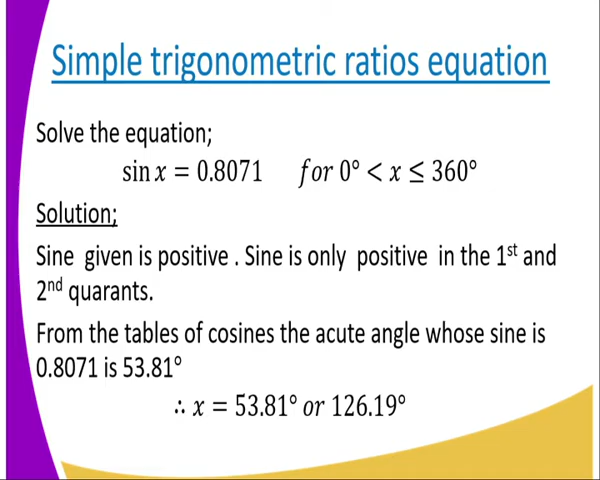 Simple trigonometric ratios equation
Solve the equation;
sin x = 0.8071 for 0° < x ≤ 360°
Solution;
Sine given is positive . Sine is only positive in the 1st and
2nd quarants.
From the tables of cosines the acute angle whose sine is
0.8071 is 53.81°
∴ x = 53.81° or 126.19°